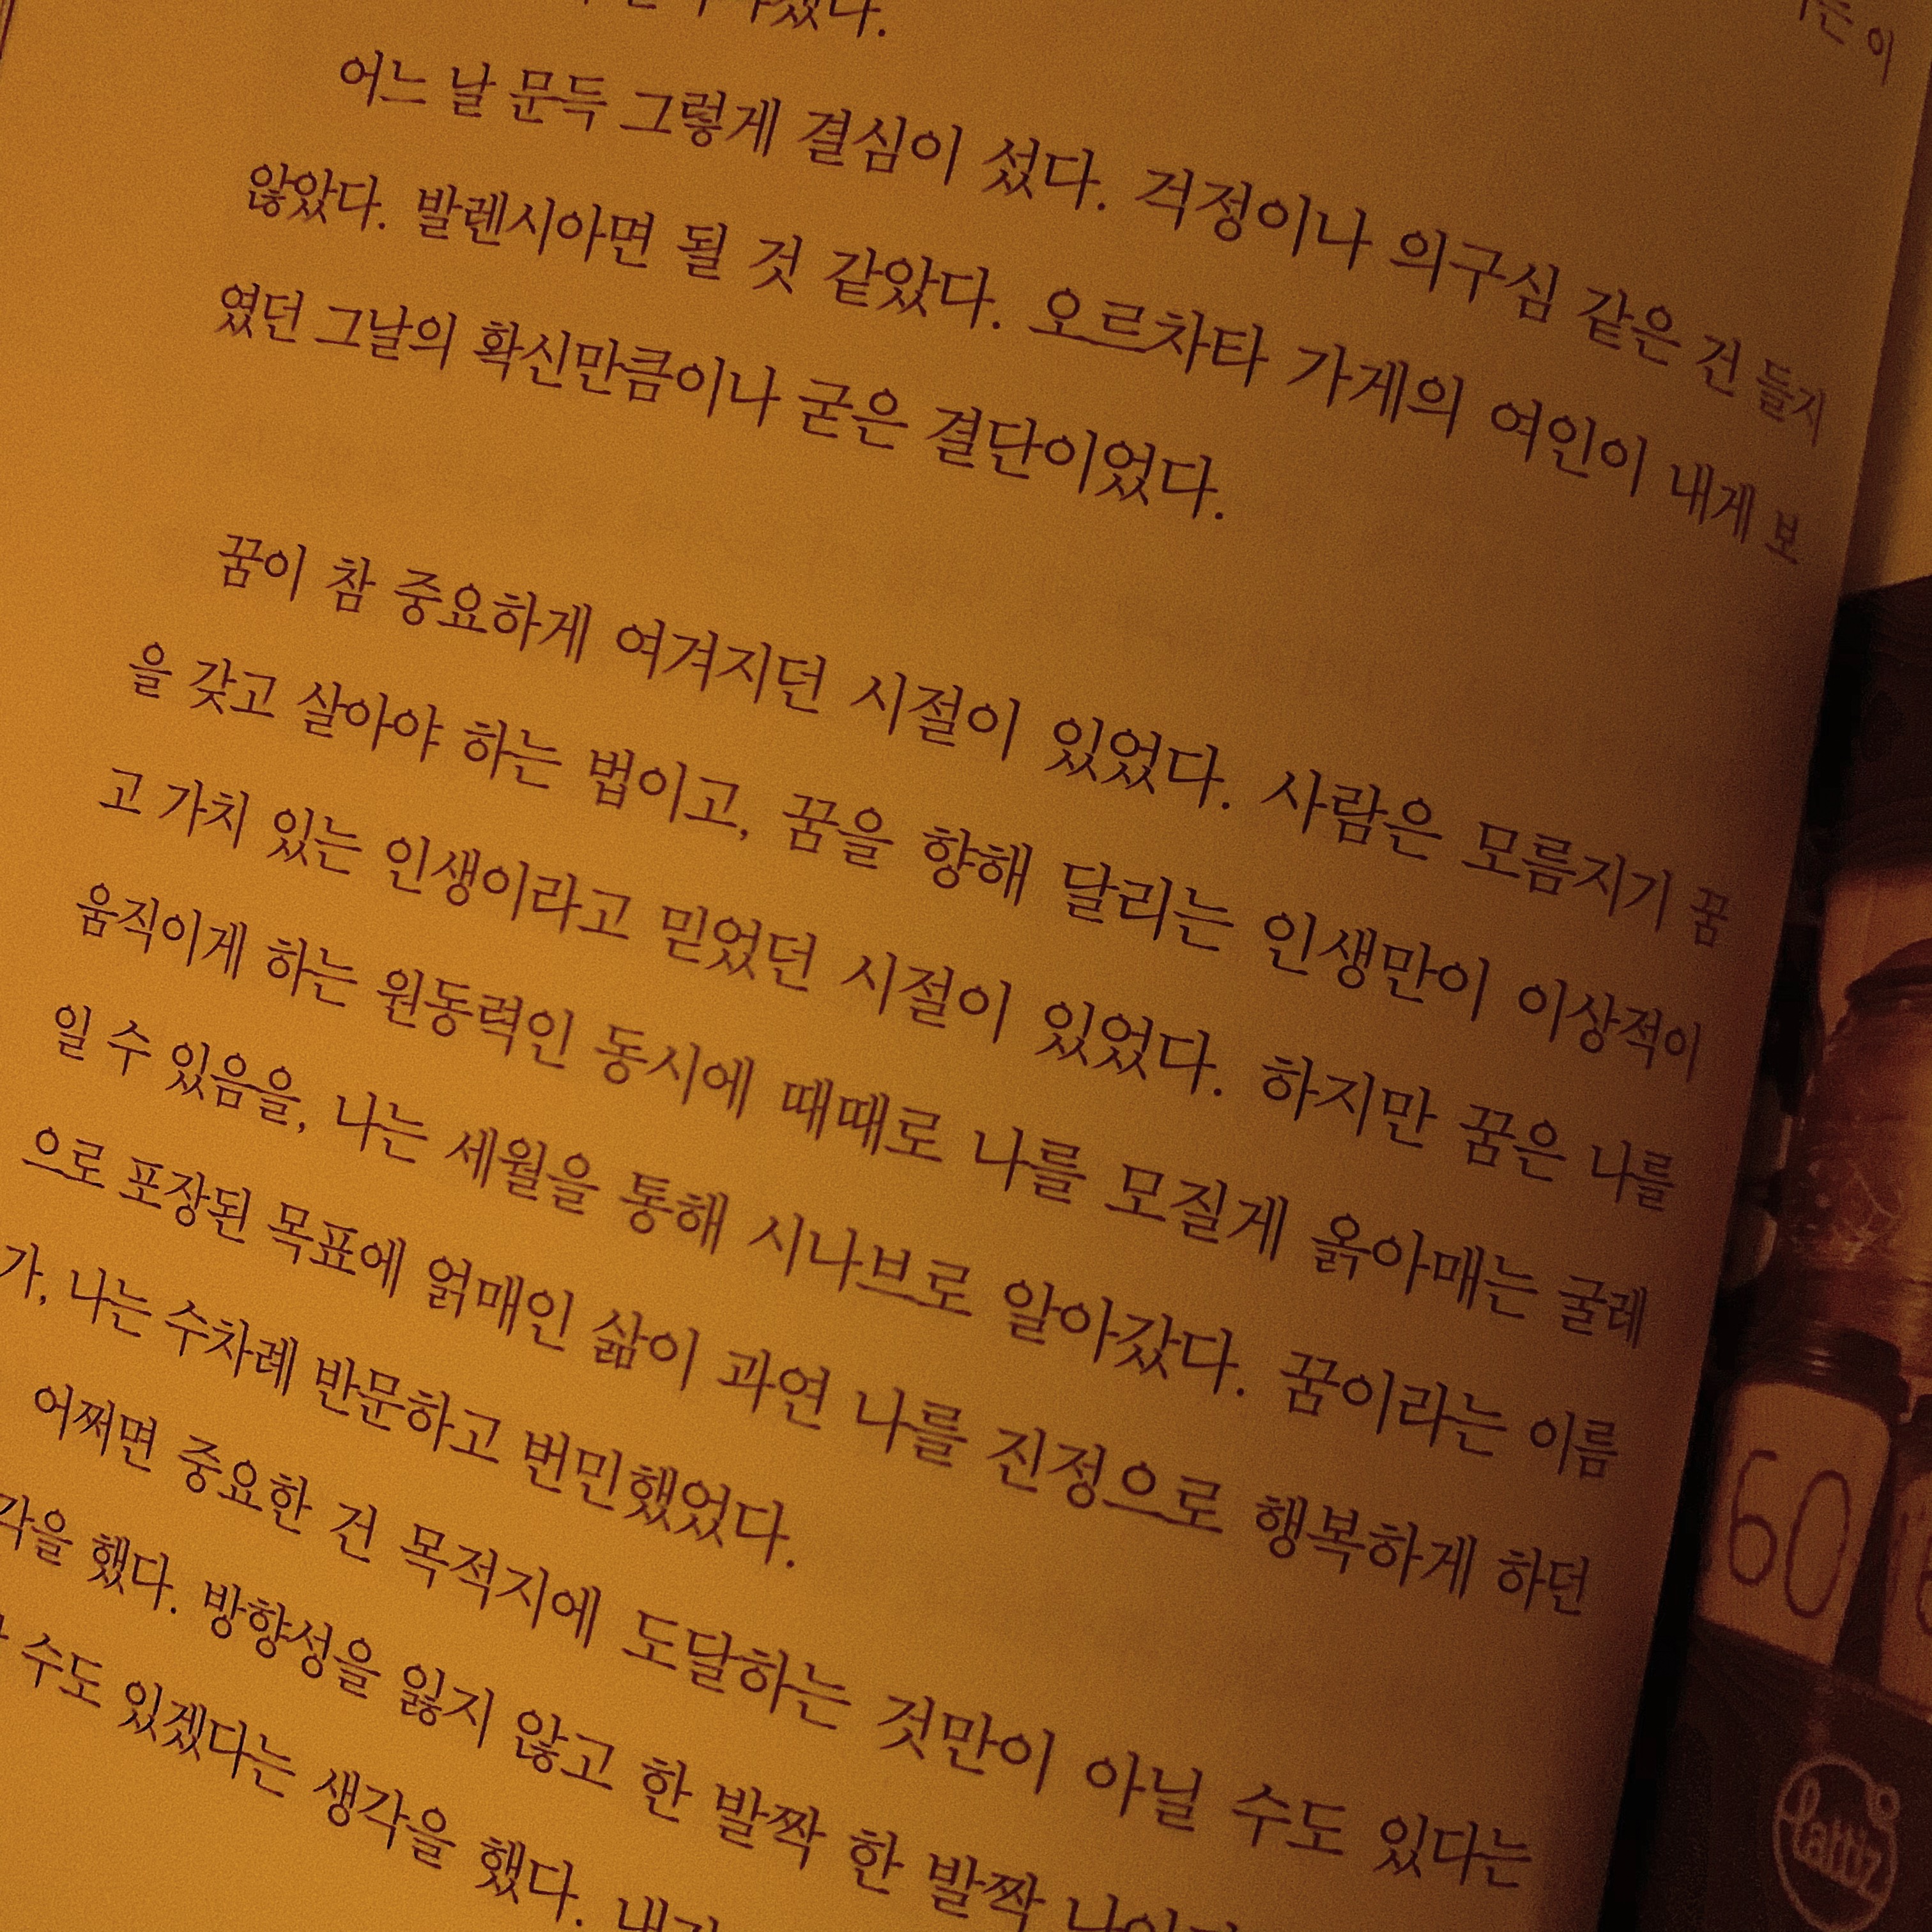 어느 날 문득 그렇게 결심이 섰다. 걱정이나 의구심 같은 건 들지
않았다. 발렌시아면 될 것 같았다. 오르차타 가게의 여인이 내게 보
였던 그날의 확신만큼이나 굳은 결단이었다.
꿈이 참 중요하게 여겨지던 시절이 있었다. 사람은 모름지기 꿈
을 갖고 살아야 하는 법이고, 꿈을 향해 달리는 인생만이 이상적이
고 가치 있는 인생이라고 믿었던 시절이 있었다. 하지만 꿈은 나를
움직이게 하는 원동력인 동시에 때때로 나를 모질게 옭아매는 굴레
일 수 있음을, 나는 세월을 통해 시나브로 알아갔다. 꿈이라는 이름
으로 포장된 목표에 얽매인 삶이 과연 나를 진정으로 행복하게 하던
가, 나는 수차례 반문하고 번민했었다.
어쩌면 중요한 건 목적지에 도달하는 것만이 아닐 수도 있다는
각을 했다. 방향성을 잃지 않고 한 발짝 한 발짝
수도 있겠다는 생각을 했다.
60